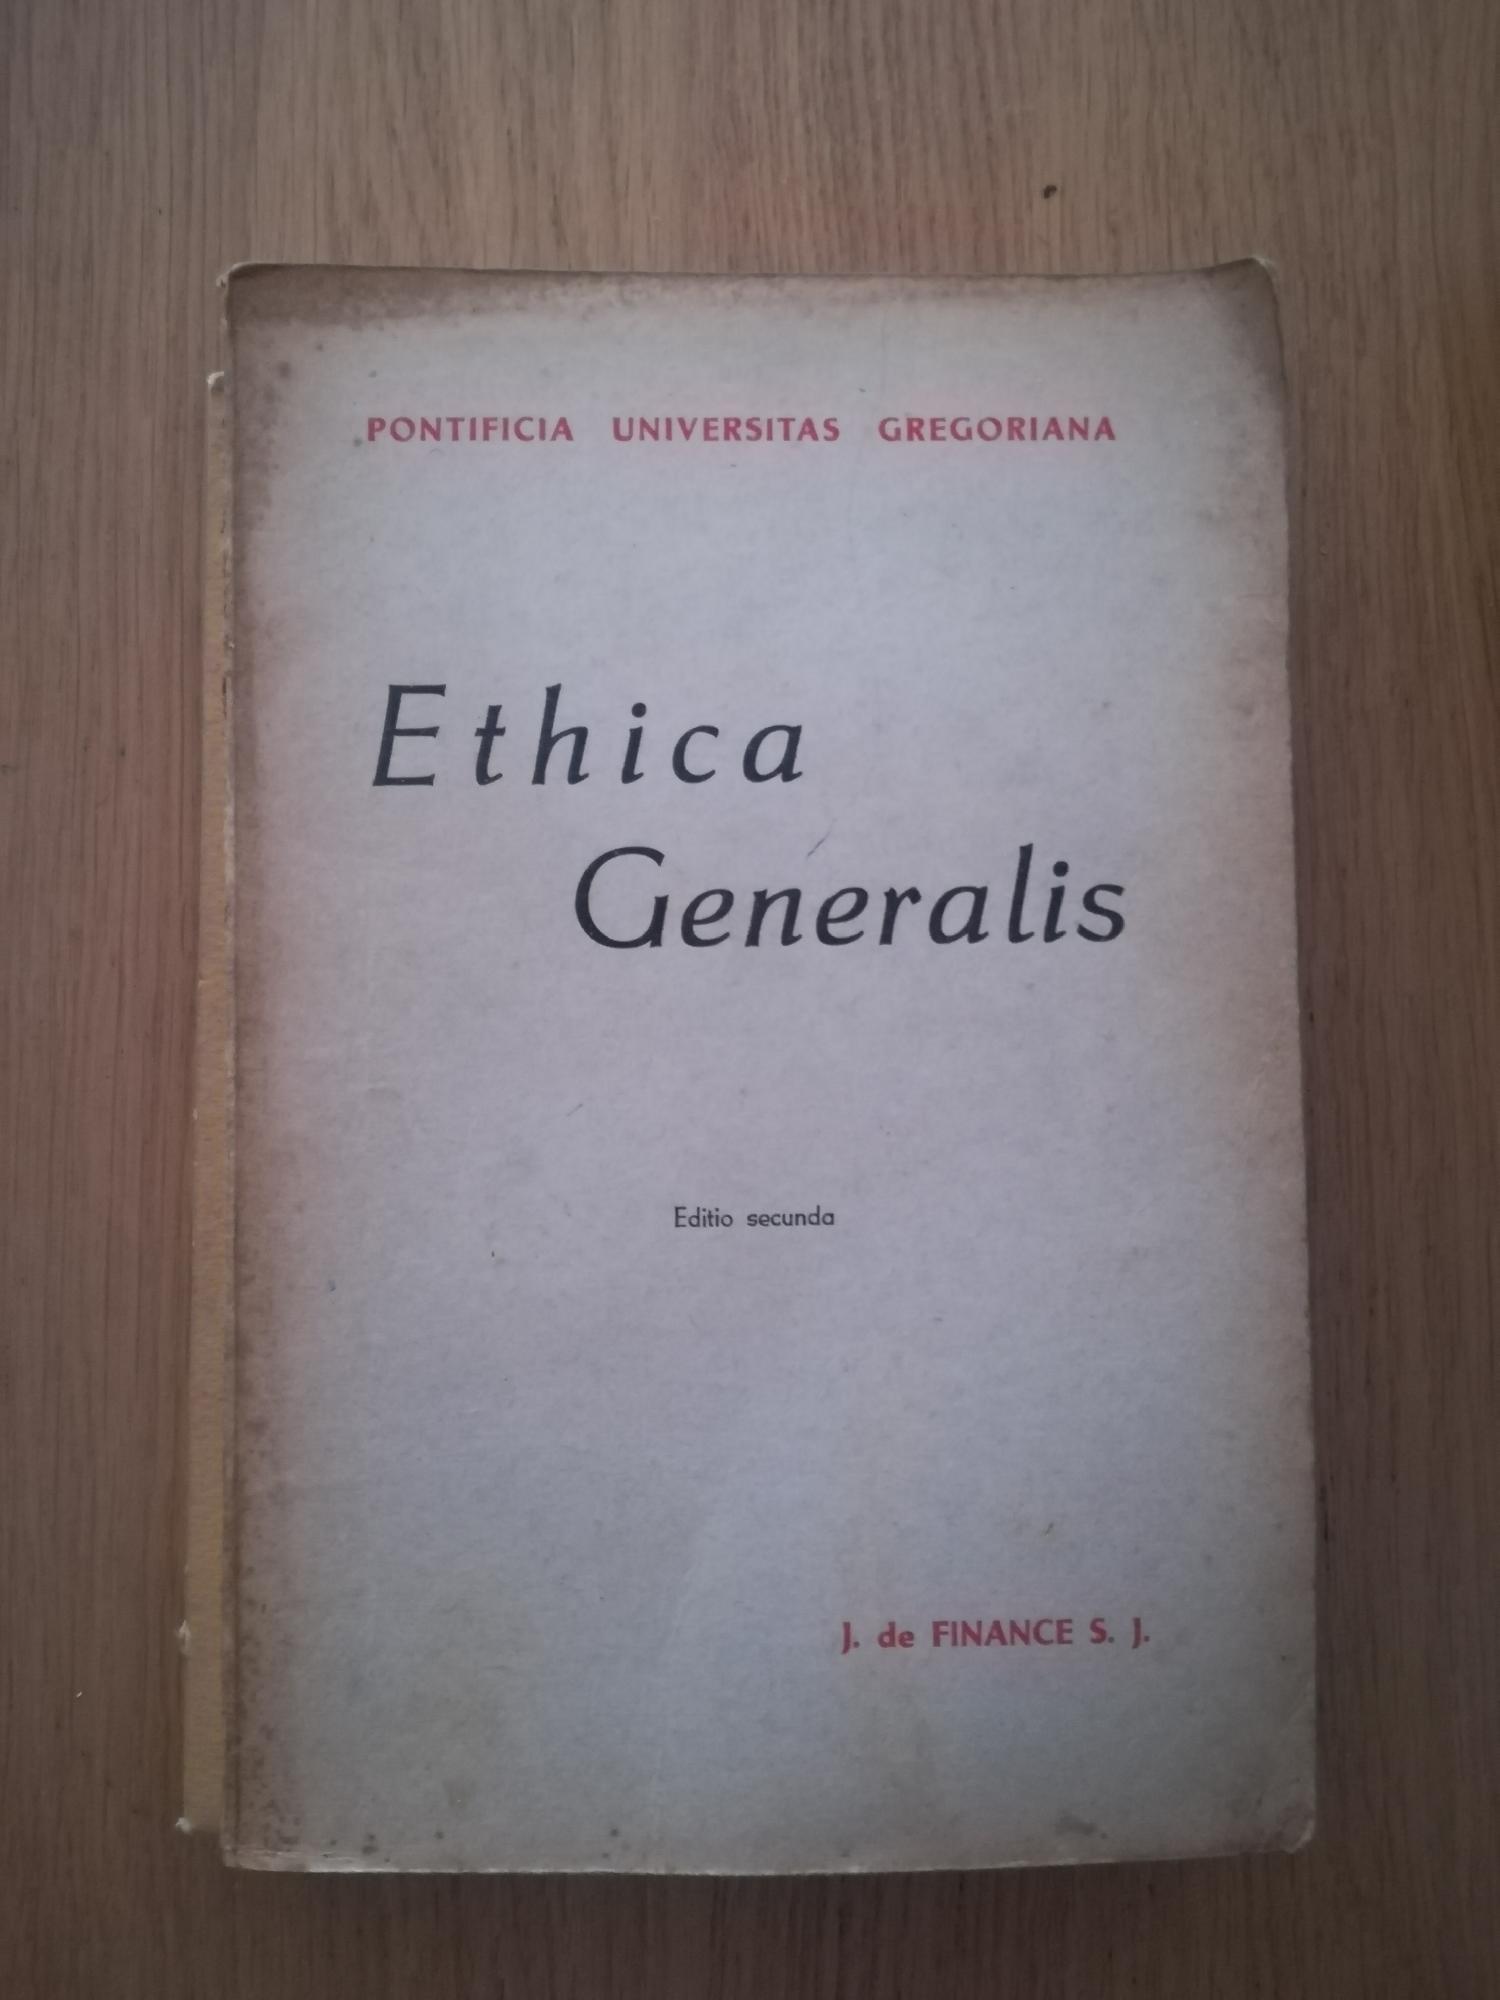 PONTIFICIA UNIVERSITAS GREGORIANA
Ethica
Generalis
Editio secunda
J. de FINANCE S. J.